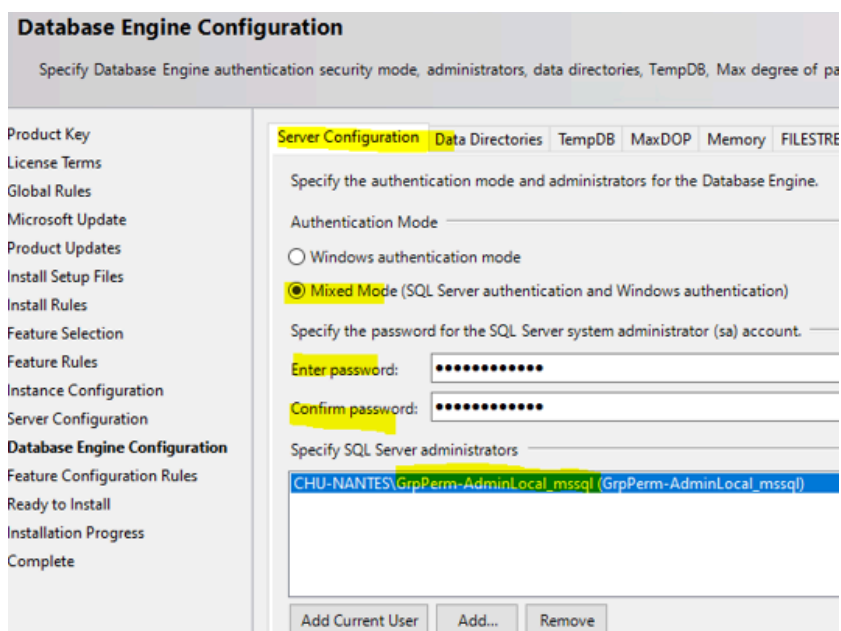 Database Engine Configuration
Specify Database Engine authentication security mode, administrators, data directories, TempDB, Max degree of pa
Product Key
License Terms
Global Rules
Microsoft Update
Product Updates
Install Setup Files
Install Rules
Feature Selection
Feature Rules
Instance Configuration
Server Configuration
Database Engine Configuration
Feature Configuration Rules
Ready to Install
Installation Progress
Complete
Server Configuration Data Directories TempDB MaxDOP Memory FILESTRE
Specify the authentication mode and administrators for the Database Engine.
Authentication Mode
Windows authentication mode
Mixed Mode (SQL Server authentication and Windows authentication)
Specify the password for the SQL Server system administrator (sa) account.
Enter password: ●●●●●●●●●●●●
Confirm password: ●●●●●●●●●●●●
Specify SQL Server administrators
CHU-NANTES\GrpPerm-AdminLocal_mssql (GrpPerm-AdminLocal_mssql)
Add Current User Add... Remove